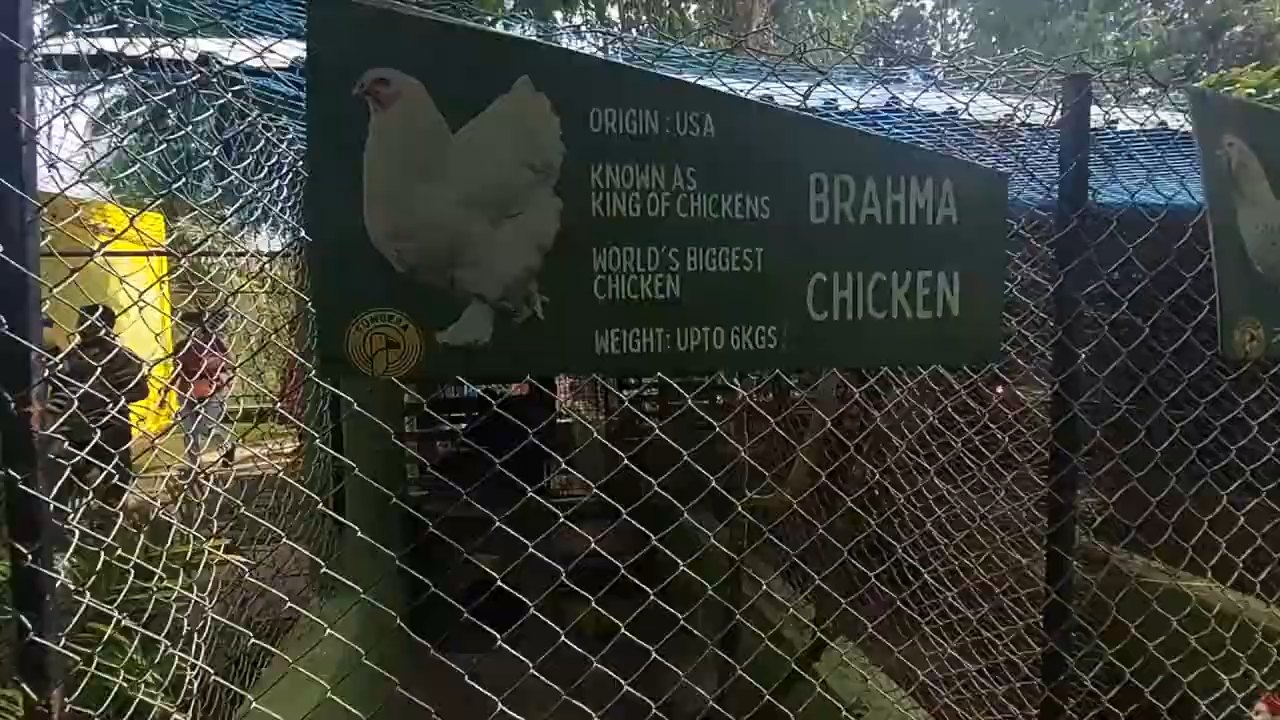 ORIGIN : USA
KNOWN AS
KING OF CHICKENS
WORLD'S BIGGEST
CHICKEN
WEIGHT: UPTO 6KGS
BRAHMA
CHICKEN